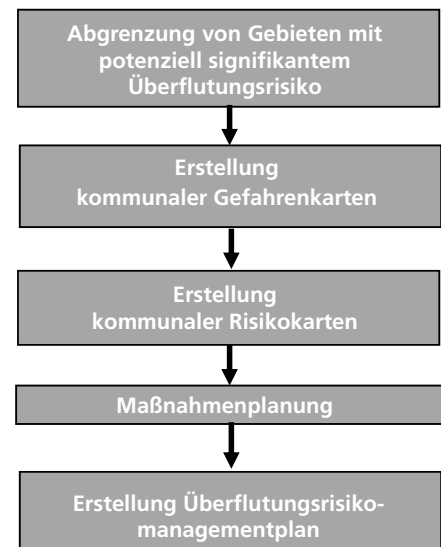 Abgrenzung von Gebieten mit
potenziell signifikantem
Überflutungsrisiko
Erstellung
kommunaler Gefahrenkarten
Erstellung
kommunaler Risikokarten
Maßnahmenplanung
Erstellung Überflutungsrisiko-
managementplan